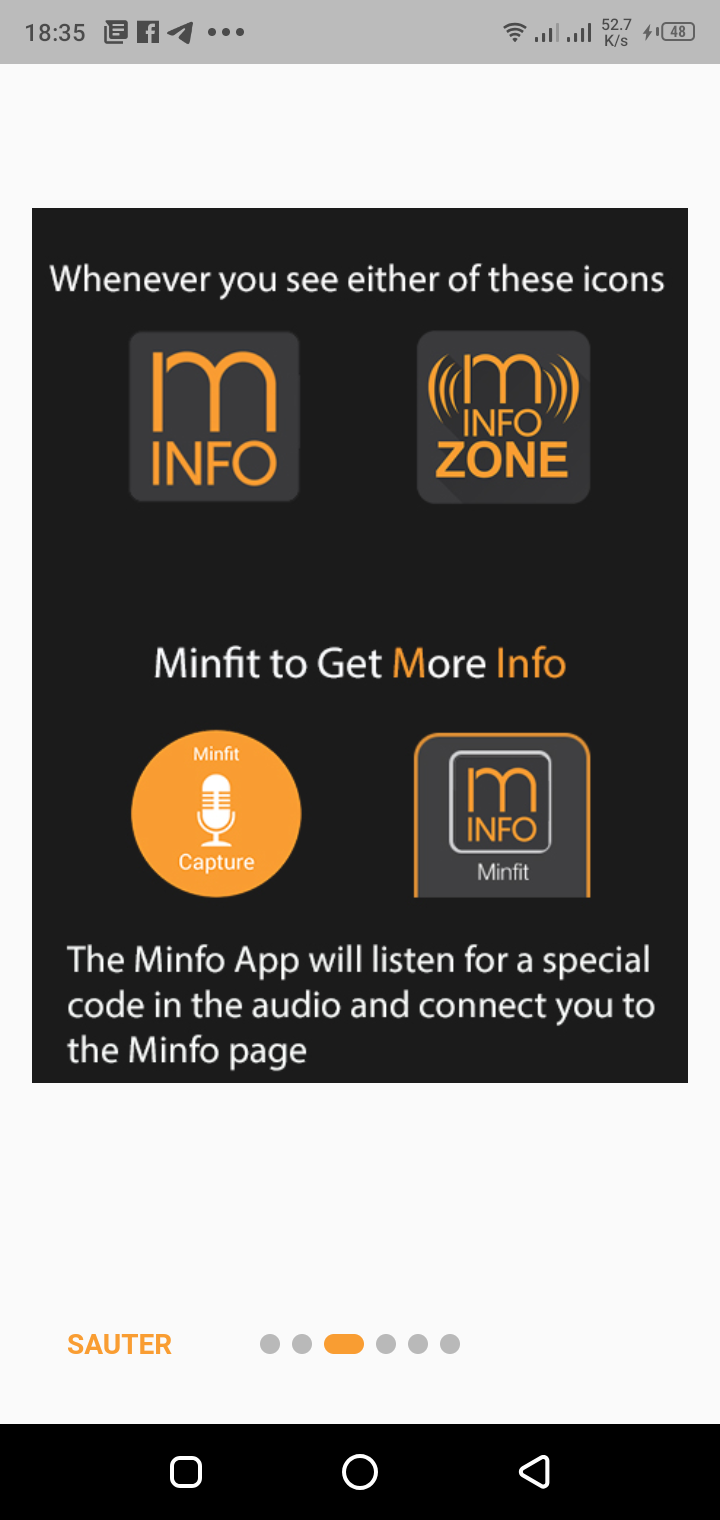 18:35 52.7 K/s 48
Whenever you see either of these icons
m INFO
m INFO ZONE
Minfit to Get More Info
Minfit
Capture
m INFO
Minfit
The Minfo App will listen for a special
code in the audio and connect you to
the Minfo page
SAUTER